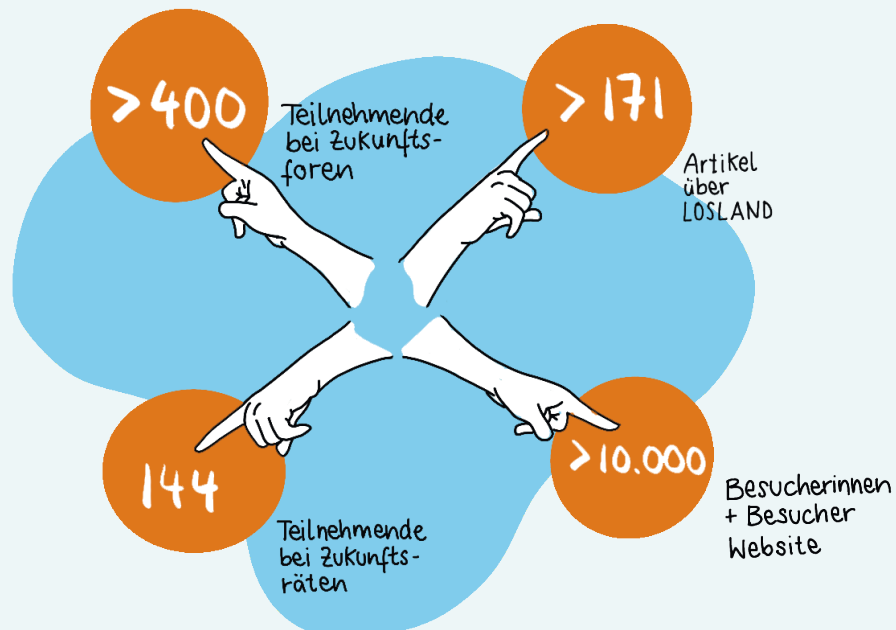 >400
Teilnehmende
bei Zukunfts-
foren
>171
Artikel
über
LOSLAND
144
Teilnehmende
bei Zukunfts-
räten
>10.000
Besucherinnen
+ Besucher
Website